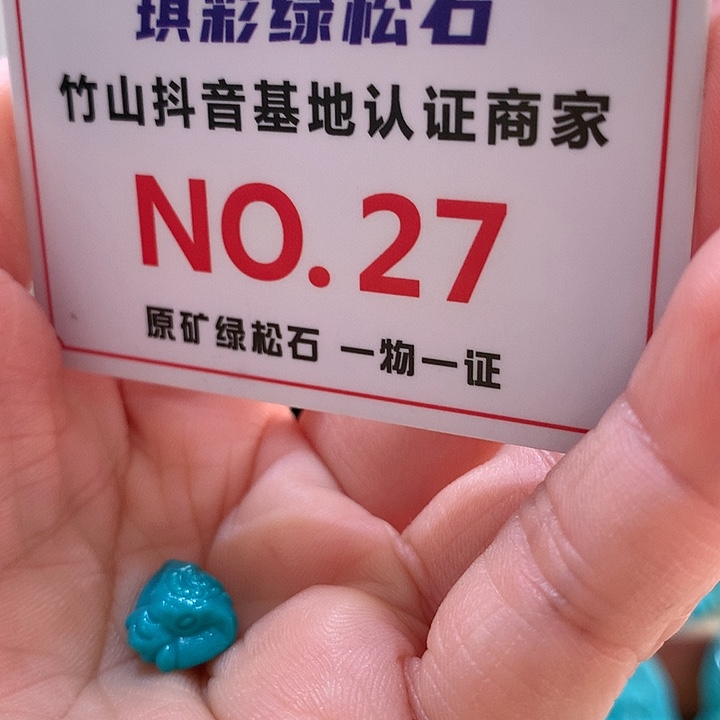 琪彩绿松石
竹山抖音基地认证商家
NO.27
原矿绿松石 一物一证